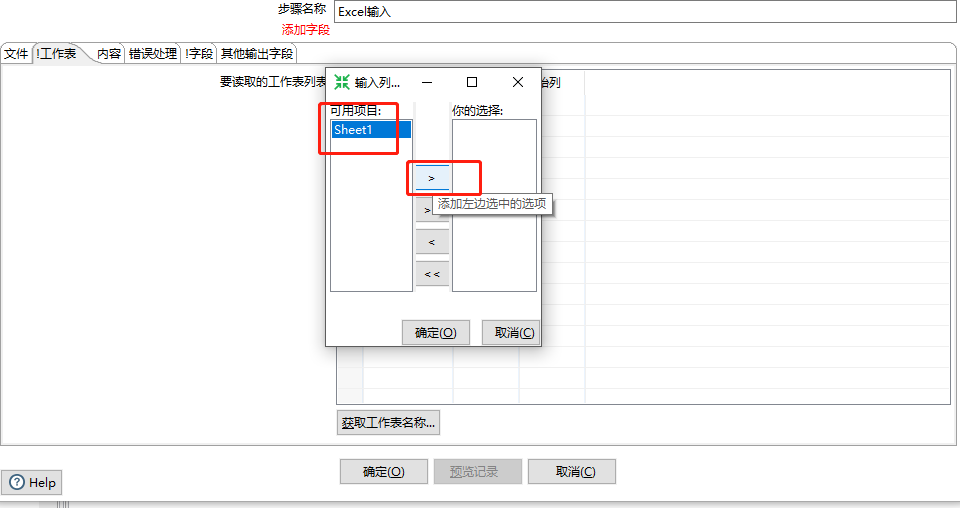 步骤名称 Excel输入
添加字段
文件 !工作表 内容 错误处理 !字段 其他输出字段
要读取的工作表列表
输入列...
始列
可用项目: 你的选择:
Sheet1
>
添加左边选中的选项
>
<
<<
确定(O) 取消(C)
获取工作表名称...
确定(O) 预览记录 取消(C)
Help